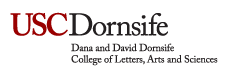 USCDornsife
Dana and David Dornsife
College of Letters, Arts and Sciences